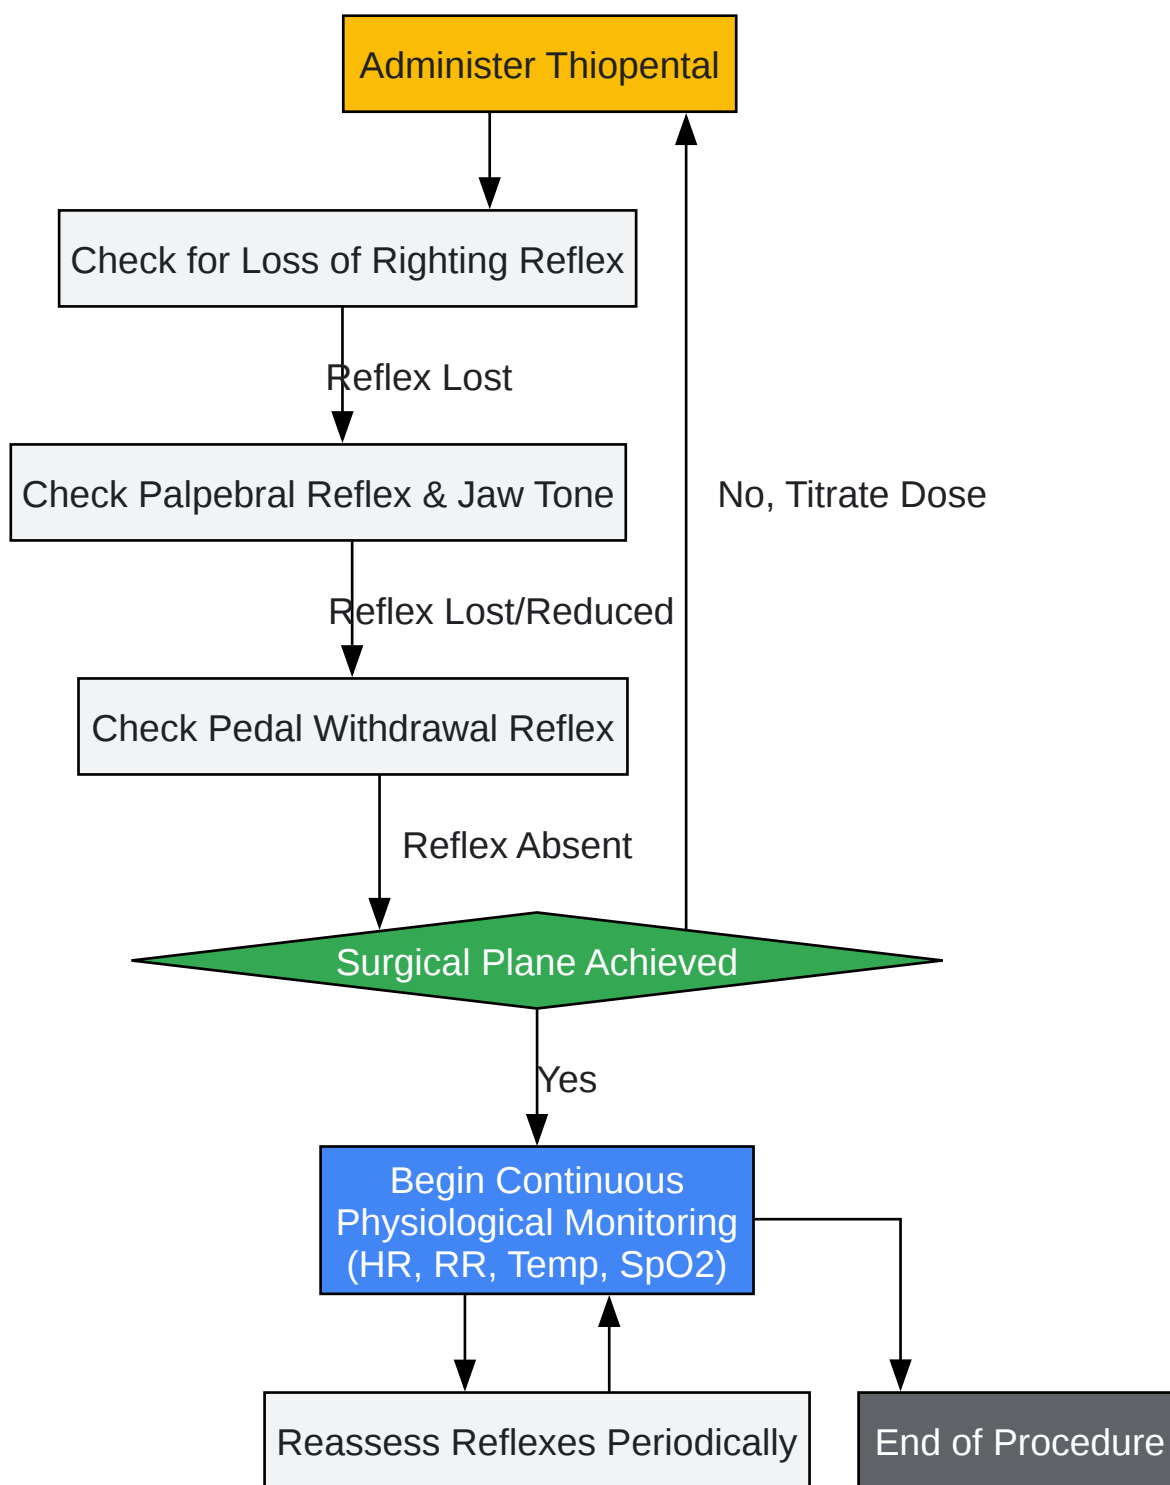 Administer Thiopental
Check for Loss of Righting Reflex
Reflex Lost
Check Palpebral Reflex & Jaw Tone
No, Titrate Dose
Reflex Lost/Reduced
Check Pedal Withdrawal Reflex
Reflex Absent
Surgical Plane Achieved
Yes
Begin Continuous
Physiological Monitoring
(HR, RR, Temp, SpO2)
Reassess Reflexes Periodically
End of Procedure